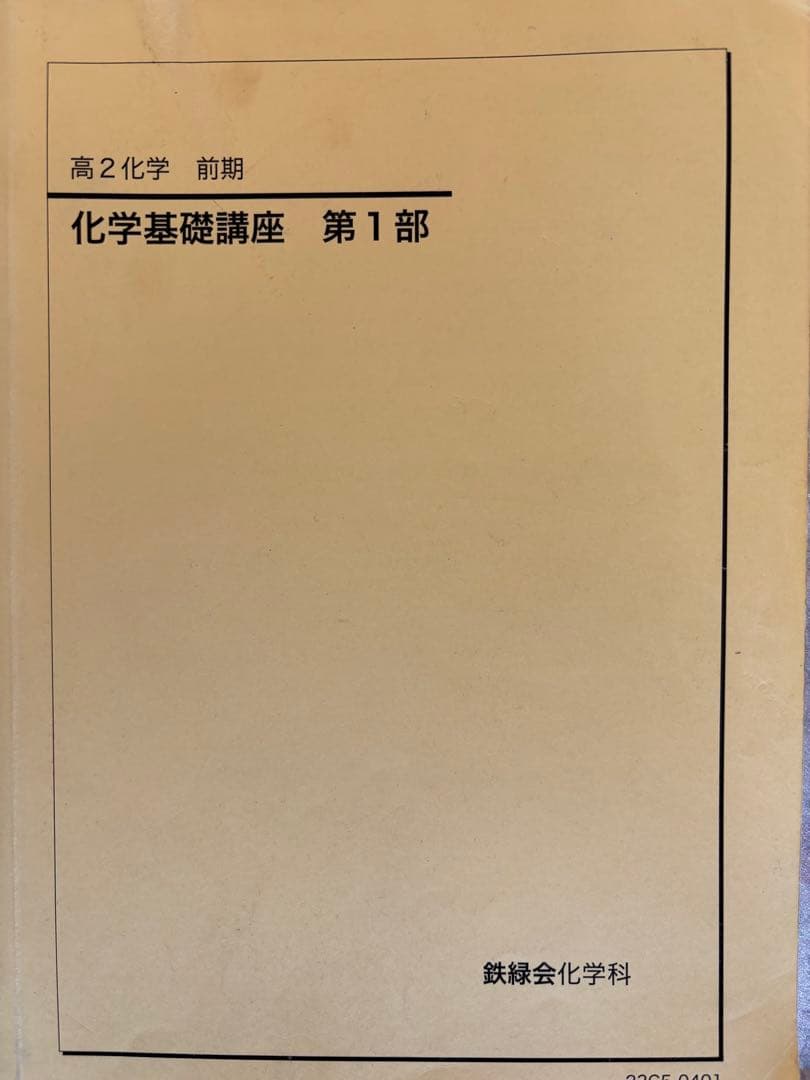 高2化学 前期
化学基礎講座 第1部
鉄緑会化学科